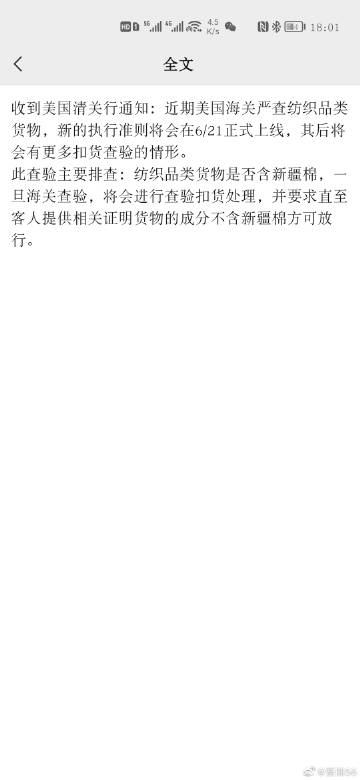 HD 1 5G 4G 4.5 K/s 18:01
全文
收到美国清关行通知：近期美国海关严查纺织品类
货物，新的执行准则将会在6/21正式上线，其后将
会有更多扣货查验的情形。
此查验主要排查：纺织品类货物是否含新疆棉，一
旦海关查验，将会进行查验扣货处理，并要求直至
客人提供相关证明货物的成分不含新疆棉方可放
行。